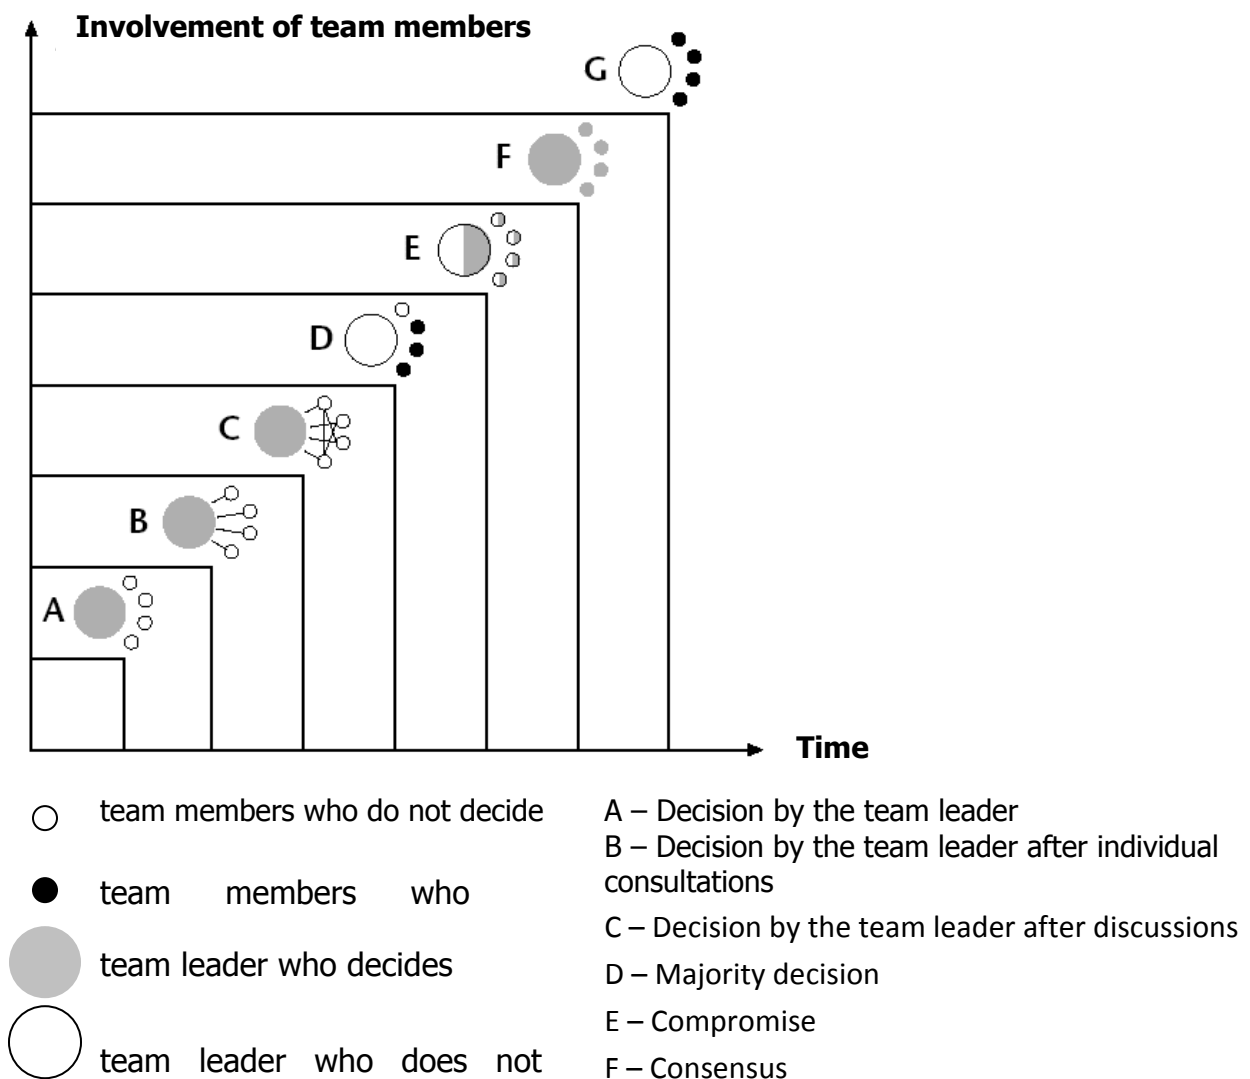 Involvement of team members
G
F
E
D
C
B
A
Time
team members who do not decide
team members who
team leader who decides
team leader who does not
A – Decision by the team leader
B – Decision by the team leader after individual
consultations
C – Decision by the team leader after discussions
D – Majority decision
E – Compromise
F – Consensus